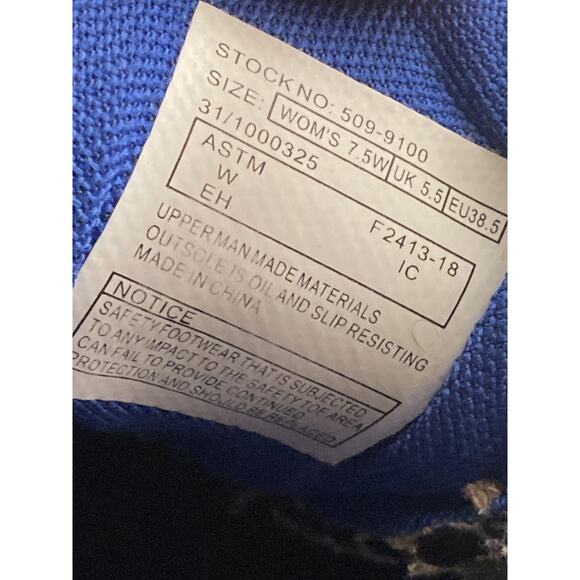 STOCK NO: 509-9100
SIZE: WOM'S 7.5W UK 5.5 EU38.5
31/1000325
ASTM F2413-18
W IC
EH
UPPER MAN MADE MATERIALS
OUTSOLE IS OIL AND SLIP RESISTING
MADE IN CHINA
NOTICE
SAFETY FOOTWEAR THAT IS SUBJECTED
TO ANY IMPACT TO THE SAFETY TOE AREA
CAN FAIL TO PROVIDE CONTINUED
PROTECTION AND SHOULD BE REPLACED